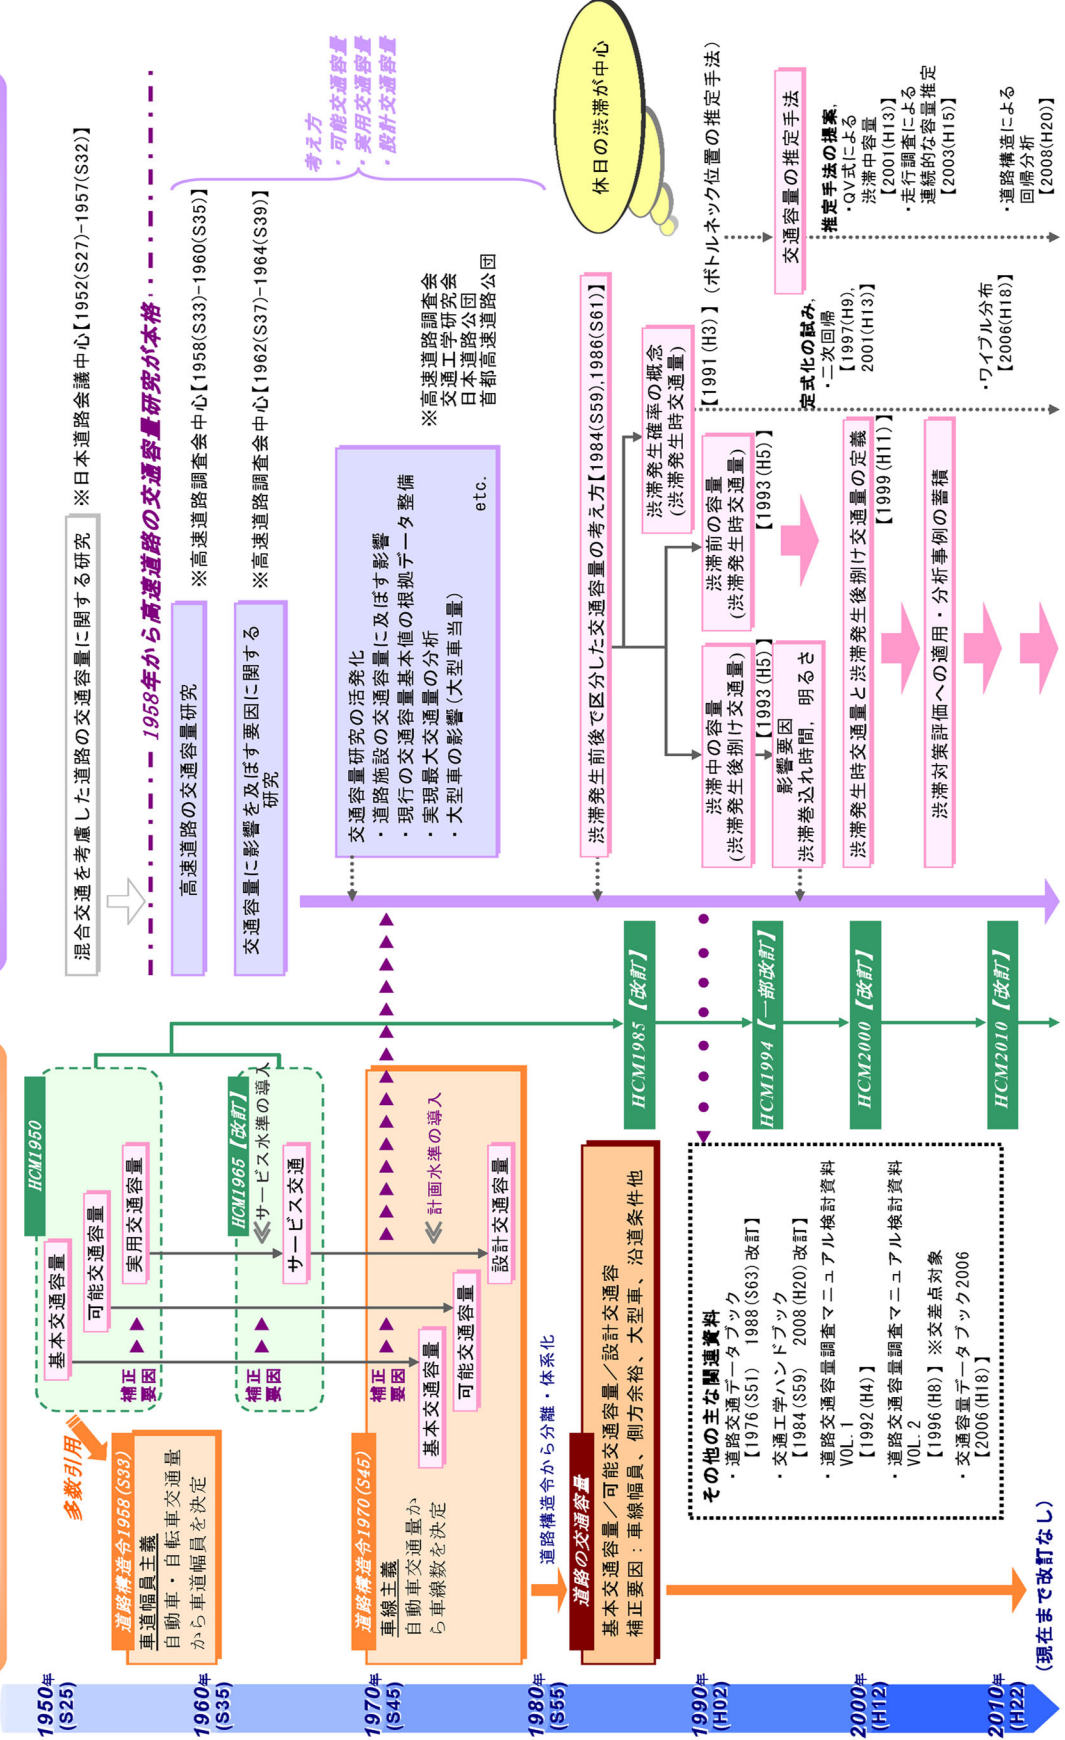 1950年
(S25)
1960年
(S35)
1970年
(S45)
1980年
(S55)
1990年
(H02)
2000年
(H12)
2010年
(H22)
(現在まで改訂なし)
多数引用
道路構造令1958(S33)
車道幅員主義
自動車・自転車交通量
から車道幅員を決定
道路構造令1970(S45)
車線主義
自動車交通量か
ら車線数を決定
道路構造令から分離・体系化
道路の交通容量
基本交通容量/可能交通容量/設計交通容
補正要因:車線幅員、側方余裕、大型車、沿道条件他
HCM1950
基本交通容量
可能交通容量
実用交通容量
補正
要因
HCM1965【改訂】
サービス水準の導入
サービス交通
補正
要因
補正
要因
計画水準の導入
基本交通容量
可能交通容量
設計交通容量
その他の主な関連資料
・道路交通データブック
【1976(S51) 1988(S63)改訂】
・交通工学ハンドブック
【1984(S59) 2008(H20)改訂】
・道路交通容量調査マニュアル検討資料
VOL.1
【1992(H4)】
・道路交通容量調査マニュアル検討資料
VOL.2
【1996(H8)】※交差点対象
・交通容量データブック2006
【2006(H18)】
HCM1985【改訂】
HCM1994【一部改訂】
HCM2000【改訂】
HCM2010【改訂】
混合交通を考慮した道路の交通容量に関する研究
※日本道路会議中心【1952(S27)-1957(S32)】
1958年から高速道路の交通容量研究が本格
高速道路の交通容量研究
※高速道路調査会中心【1958(S33)-1960(S35)】
交通容量に影響を及ぼす要因に関する
研究
※高速道路調査会中心【1962(S37)-1964(S39)】
考え方
・可能交通容量
・実用交通容量
・設計交通容量
交通容量研究の活発化
・道路施設の交通容量に及ぼす影響
・現行の交通容量基本値の根拠データ整備
・実現最大交通量の分析
・大型車の影響(大型車当量)
etc.
※高速道路調査会
交通工学研究会
日本道路公団
首都高速道路公団
休日の渋滞が中心
渋滞発生前後で区分した交通容量の考え方【1984(S59),1986(S61)】
渋滞発生確率の概念
(渋滞発生時交通量)
【1991(H3)】
(ボトルネック位置の推定手法)
渋滞中の容量
(渋滞発生後捌け交通量)
【1993(H5)】
渋滞前の容量
(渋滞発生時交通量)
【1993(H5)】
影響要因
渋滞巻込れ時間, 明るさ
交通容量の推定手法
定式化の試み,
・二次回帰
【1997(H9),
2001(H13)】
推定手法の提案,
・QV式による
渋滞中容量
【2001(H13)】
・走行調査による
連続的な容量推定
【2003(H15)】
渋滞発生時交通量と渋滞発生後捌け交通量の定義
【1999(H11)】
渋滞対策評価への適用・分析事例の蓄積
・ワイブル分布
【2006(H18)】
・道路構造による
回帰分析
【2008(H20)】